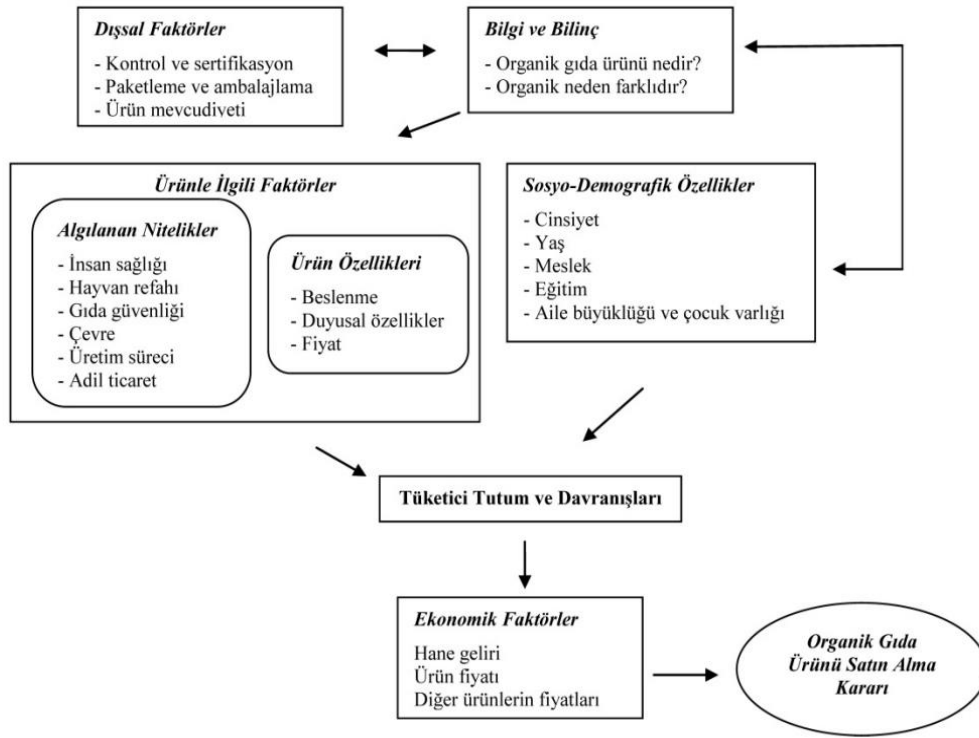 Dışsal Faktörler
- Kontrol ve sertifikasyon
- Paketleme ve ambalajlama
- Ürün mevcudiyeti
Bilgi ve Bilinç
- Organik gıda ürünü nedir?
- Organik neden farklıdır?
Ürünle İlgili Faktörler
Algılanan Nitelikler
- İnsan sağlığı
- Hayvan refahı
- Gıda güvenliği
- Çevre
- Üretim süreci
- Adil ticaret
Ürün Özellikleri
- Beslenme
- Duyusal özellikler
- Fiyat
Sosyo-Demografik Özellikler
- Cinsiyet
- Yaş
- Meslek
- Eğitim
- Aile büyüklüğü ve çocuk varlığı
Tüketici Tutum ve Davranışları
Ekonomik Faktörler
Hane geliri
Ürün fiyatı
Diğer ürünlerin fiyatları
Organik Gıda
Ürünü Satın Alma
Kararı